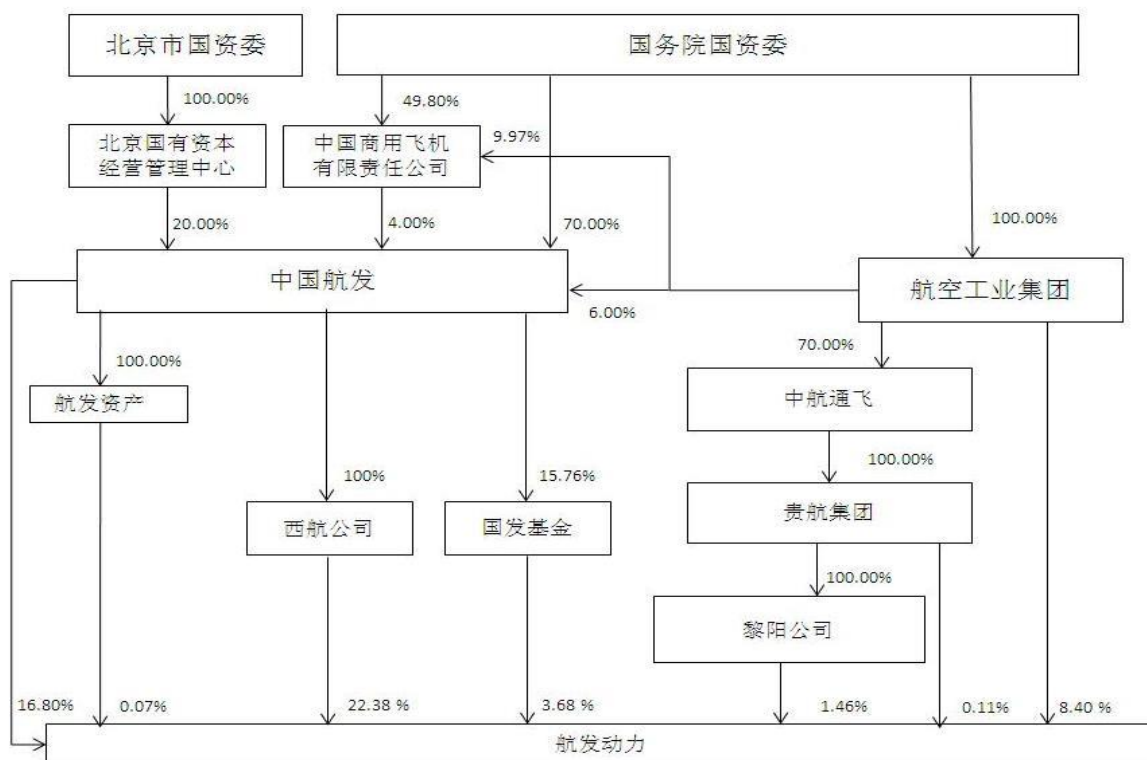 北京市国资委
国务院国资委
100.00%
49.80%
北京国有资本
经营管理中心
中国商用飞机
有限责任公司
9.97%
20.00%
4.00%
70.00%
100.00%
中国航发
航空工业集团
6.00%
100.00%
70.00%
航发资产
中航通飞
100.00%
100%
15.76%
西航公司
国发基金
贵航集团
100.00%
黎阳公司
16.80%
0.07%
22.38 %
3.68 %
1.46%
0.11%
8.40 %
航发动力